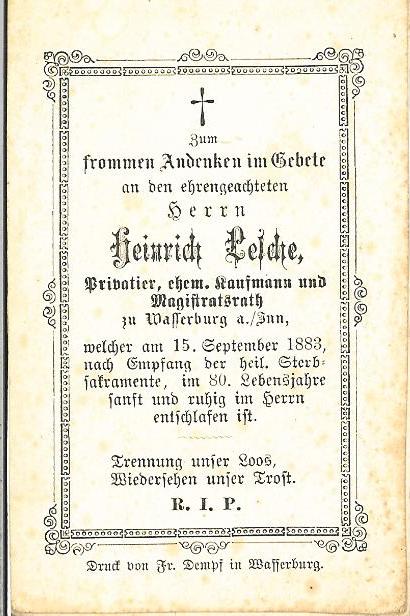 Zum
frommen Andenken im Gebete
an den ehrengeachteten
Herrn
Heinrich Lesche,
Privatier, ehem. Kaufmann und
Magistratsrath
zu Wasserburg a./Inn,
welcher am 15. September 1883,
nach Empfang der heil. Sterb-
sakramente, im 80. Lebensjahre
sanft und ruhig im Herrn
entschlafen ist.
Trennung unser Loos,
Wiedersehen unser Trost.
R. I. P.
Druck von Fr. Dempf in Wasserburg.